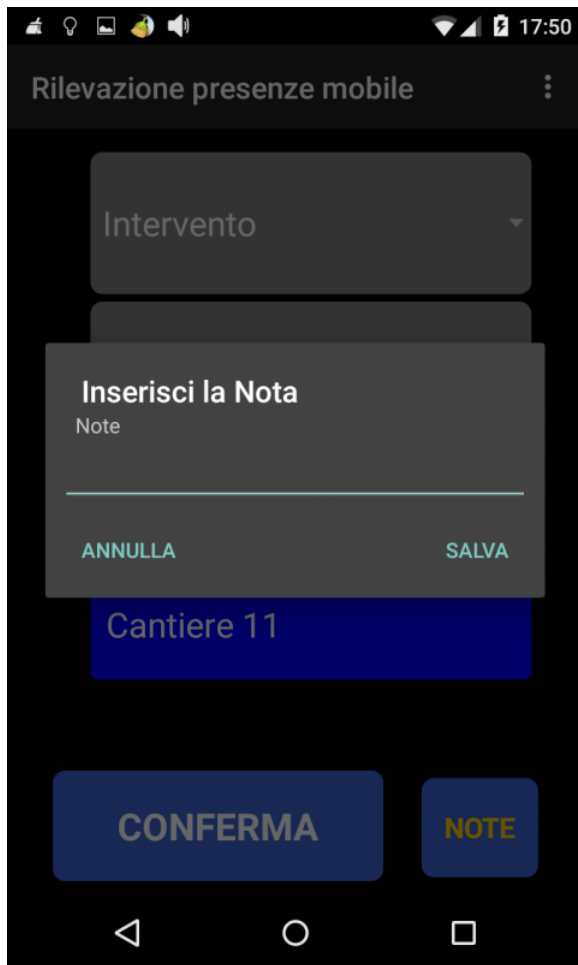 17:50
Rilevazione presenze mobile
Intervento
Inserisci la Nota
Note
ANNULLA SALVA
Cantiere 11
CONFERMA NOTE